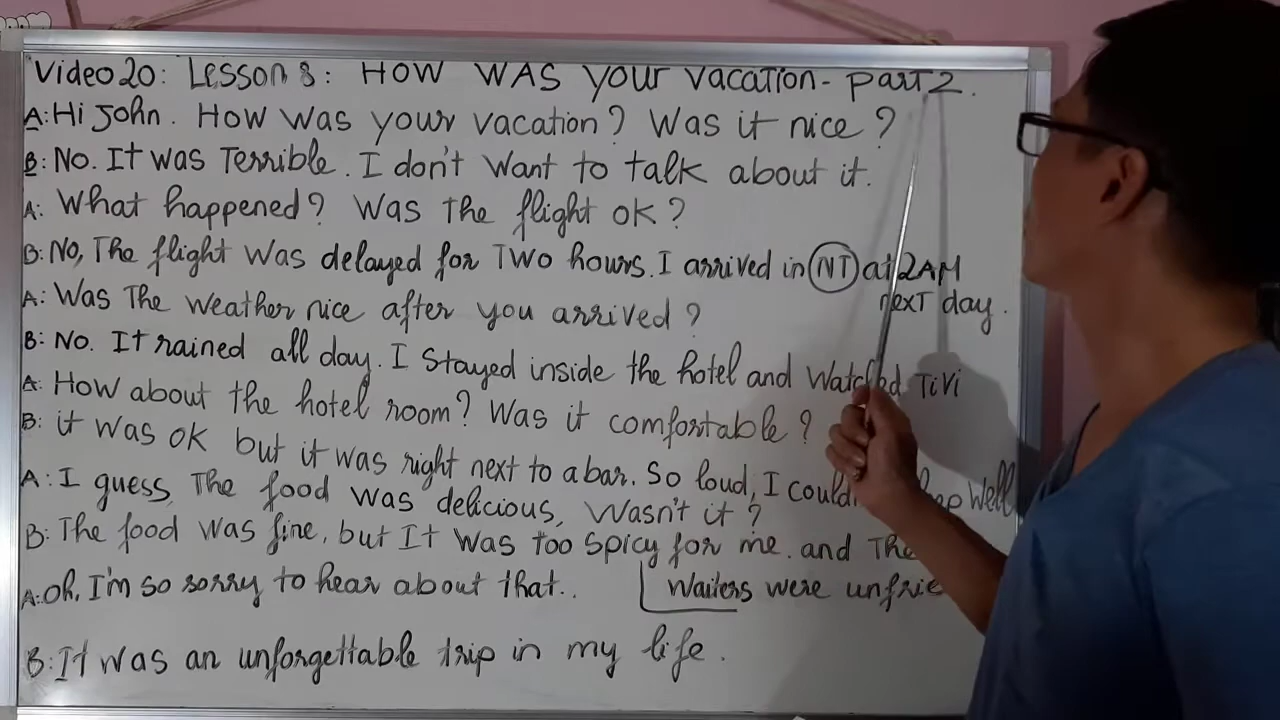 Video 20: Lesson 8: HOW WAS your vacation - part 2.
A: Hi John. How was your vacation? Was it nice?
B: No. It was Terrible. I don't want to talk about it.
A: What happened? Was the flight ok?
B: No, The flight was delayed for Two hours. I arrived in NT at 2AM
next day.
A: Was The weather nice after you arrived?
B: No. It rained all day. I stayed inside the hotel and watched TiVi
A: How about the hotel room? Was it comfortable?
B: it was ok but it was right next to a bar. So loud, I well
A: I guess, The food was delicious, Wasn't it?
B: The food was fine, but It was too spicy for me. and The
Waiters were
A: Oh, I'm so sorry to hear about that..
B: It was an unforgettable trip in my life.